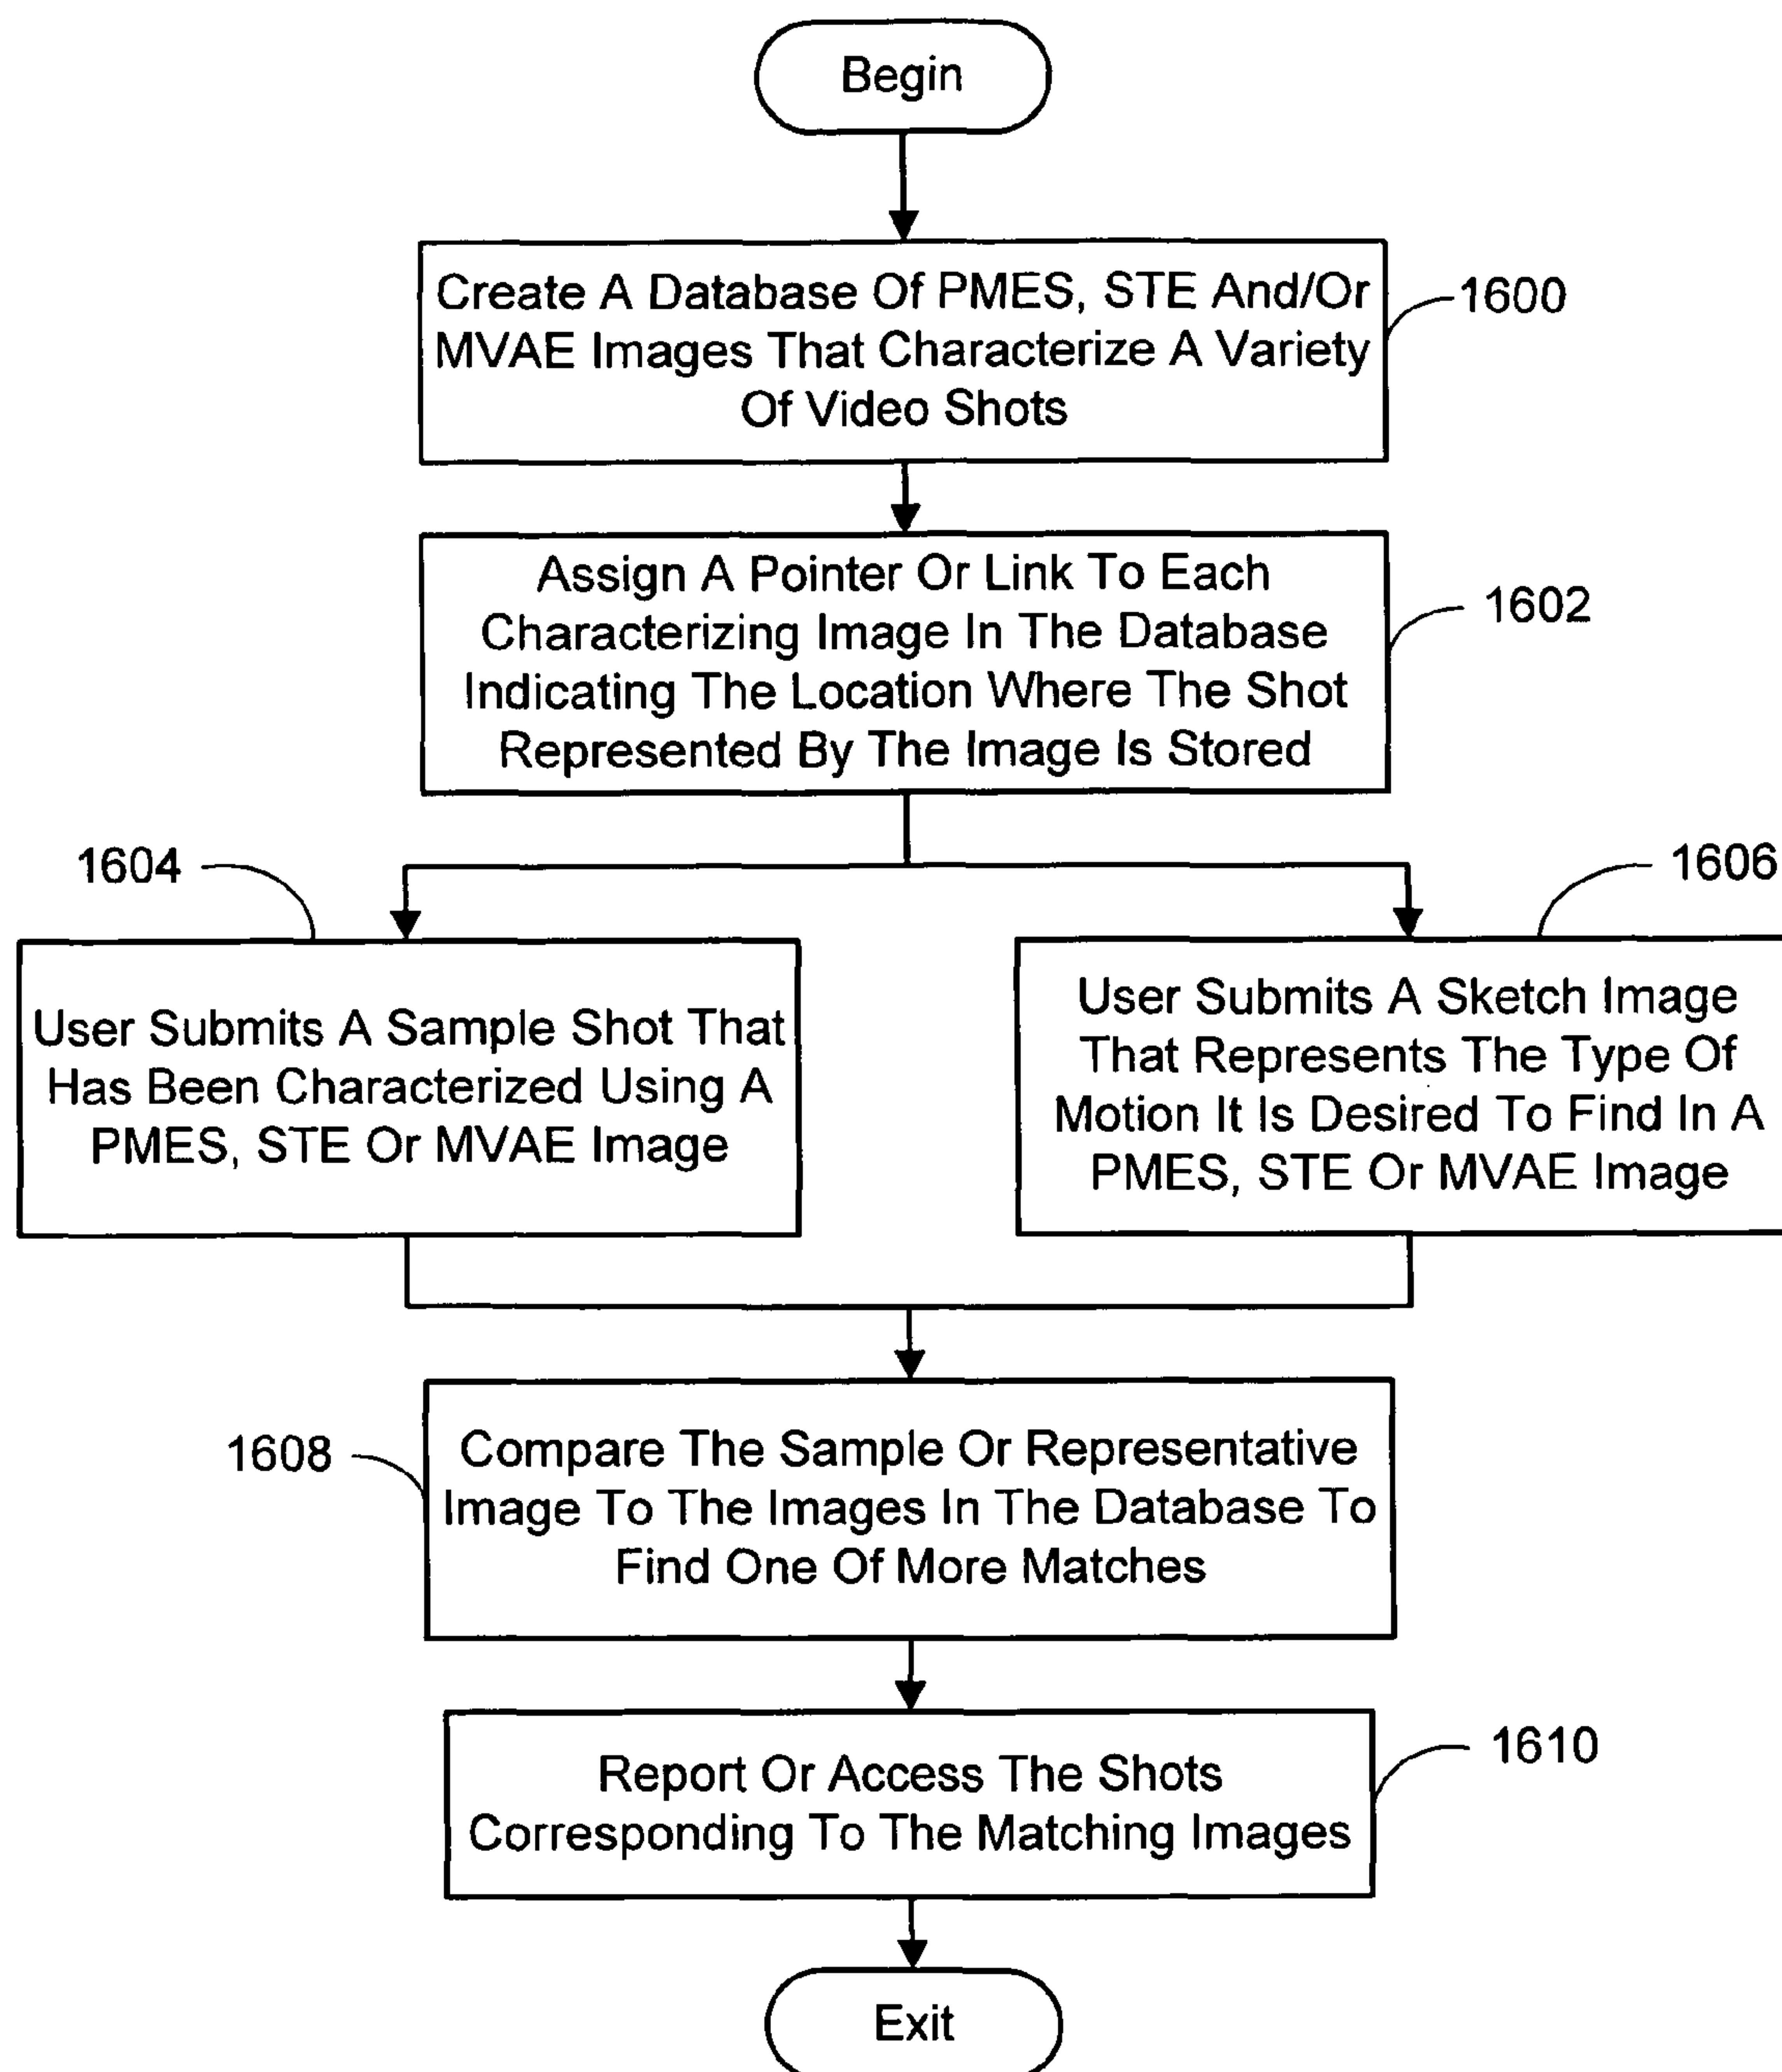 Begin
Create A Database Of PMES, STE And/Or
MVAE Images That Characterize A Variety
Of Video Shots
1600
Assign A Pointer Or Link To Each
Characterizing Image In The Database
Indicating The Location Where The Shot
Represented By The Image Is Stored
1602
1604
1606
User Submits A Sample Shot That
Has Been Characterized Using A
PMES, STE Or MVAE Image
User Submits A Sketch Image
That Represents The Type Of
Motion It Is Desired To Find In A
PMES, STE Or MVAE Image
1608
Compare The Sample Or Representative
Image To The Images In The Database To
Find One Of More Matches
Report Or Access The Shots
Corresponding To The Matching Images
1610
Exit